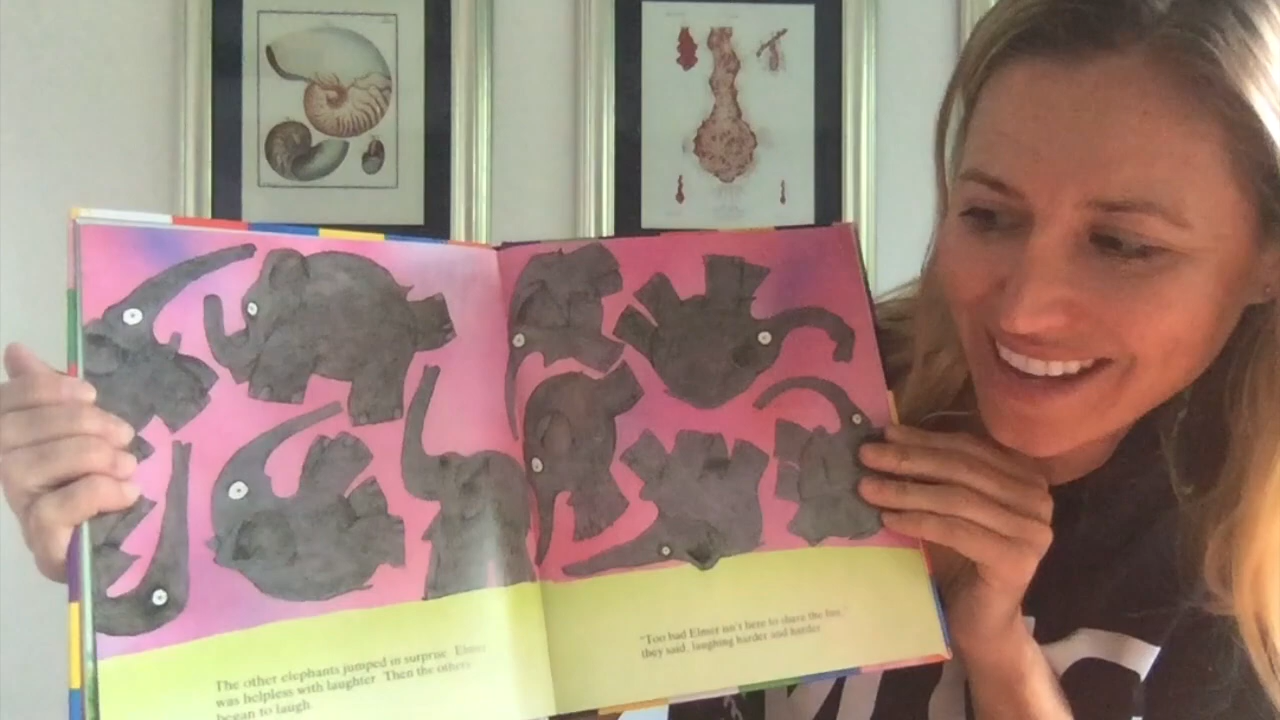 The other elephants jumped in surprise. Elmer
was helpless with laughter. Then the others
began to laugh.
"Too bad Elmer isn't here to share the fun,"
they said, laughing harder and harder.